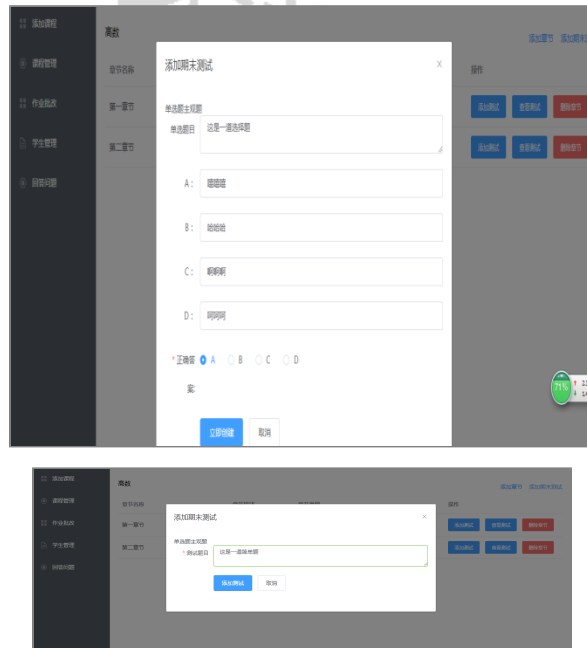 添加课程
高数
添加章节 添加期末
课程管理
添加期末测试 X
章节名称
操作
作业批改
第一章节
单选题主观题
添加测试 查看测试 删除章节
单选题目 这是一道选择题
学生管理
第二章节
添加测试 查看测试 删除章节
回答问题
A: 嘻嘻嘻
B: 哈哈哈
C: 啊啊啊
D: 呵呵呵
*正确答案: A B C D
71%
立即创建 取消
添加课程
高数
添加章节 添加期末测试
课程管理
章节名称
操作
添加期末测试 ×
作业批改
第一章节
添加测试 查看测试 删除章节
单选题主观题
学生管理
第二章节
* 测试题目 这是一道简单题
添加测试 查看测试 删除章节
回答问题
添加测试 取消